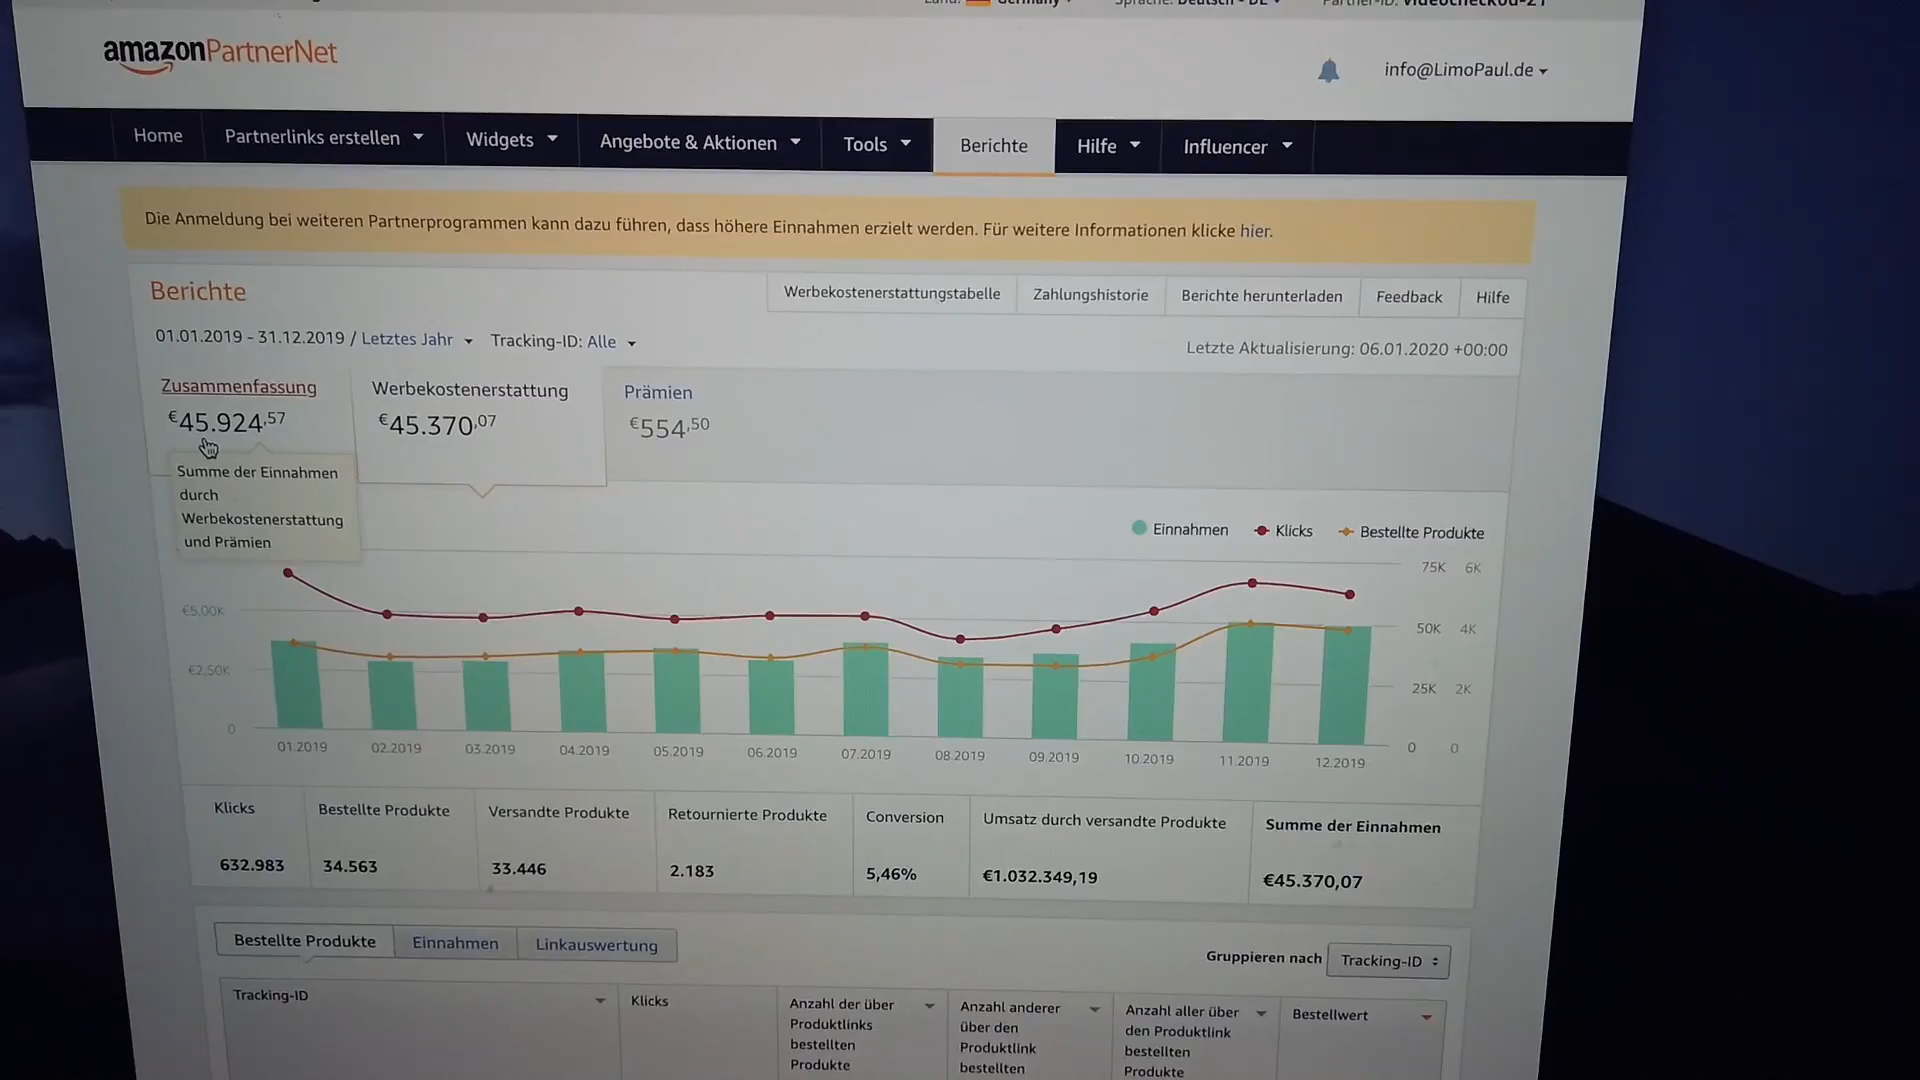 Germany
Deutsch - DE
Partner-ID: videocheckou-21
amazonPartnerNet
info@LimoPaul.de
Home
Partnerlinks erstellen
Widgets
Angebote & Aktionen
Tools
Berichte
Hilfe
Influencer
Die Anmeldung bei weiteren Partnerprogrammen kann dazu führen, dass höhere Einnahmen erzielt werden. Für weitere Informationen klicke hier.
Berichte
Werbekostenerstattungstabelle
Zahlungshistorie
Berichte herunterladen
Feedback
Hilfe
01.01.2019 - 31.12.2019 / Letztes Jahr
Tracking-ID: Alle
Letzte Aktualisierung: 06.01.2020 +00:00
Zusammenfassung
€45.924,57
Werbekostenerstattung
€45.370,07
Prämien
€554,50
Summe der Einnahmen
durch
Werbekostenerstattung
und Prämien
Einnahmen
Klicks
Bestellte Produkte
75K 6K
€5,00K
50K 4K
€2,50K
25K 2K
0
0 0
01.2019
02.2019
03.2019
04.2019
05.2019
06.2019
07.2019
08.2019
09.2019
10.2019
11.2019
12.2019
Klicks
Bestellte Produkte
Versandte Produkte
Retournierte Produkte
Conversion
Umsatz durch versandte Produkte
Summe der Einnahmen
632.983
34.563
33.446
2.183
5,46%
€1.032.349,19
€45.370,07
Bestellte Produkte
Einnahmen
Linkauswertung
Gruppieren nach
Tracking-ID
Tracking-ID
Klicks
Anzahl der über
Produktlinks
bestellten
Produkte
Anzahl anderer
über den
Produktlink
bestellten
Anzahl aller über
den Produktlink
bestellten
Produkte
Bestellwert